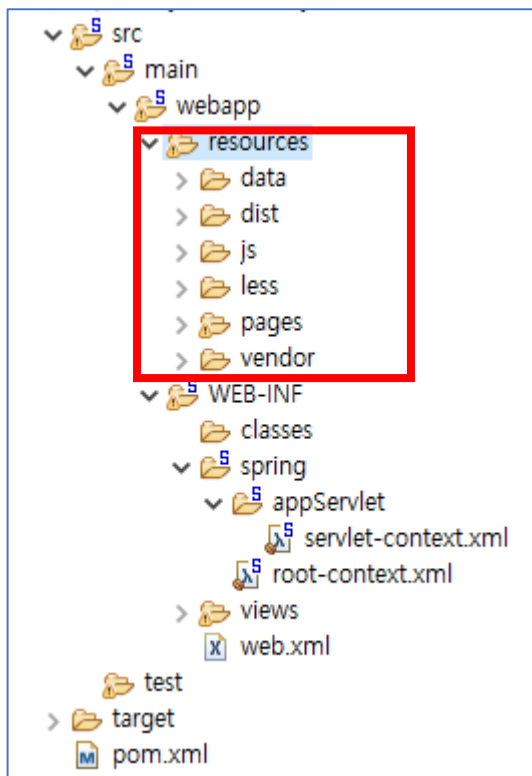 src
main
webapp
resources
data
dist
js
less
pages
vendor
WEB-INF
classes
spring
appServlet
servlet-context.xml
root-context.xml
views
web.xml
test
target
pom.xml